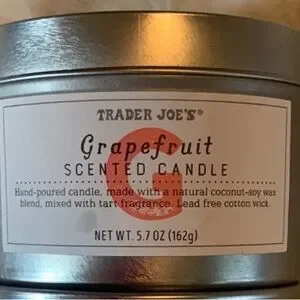 TRADER JOE'S®
Grapefruit
SCENTED CANDLE
Hand-poured candle, made with a natural coconut-soy wax
blend, mixed with tart fragrance. Lead free cotton wick.
NET WT. 5.7 OZ (162g)